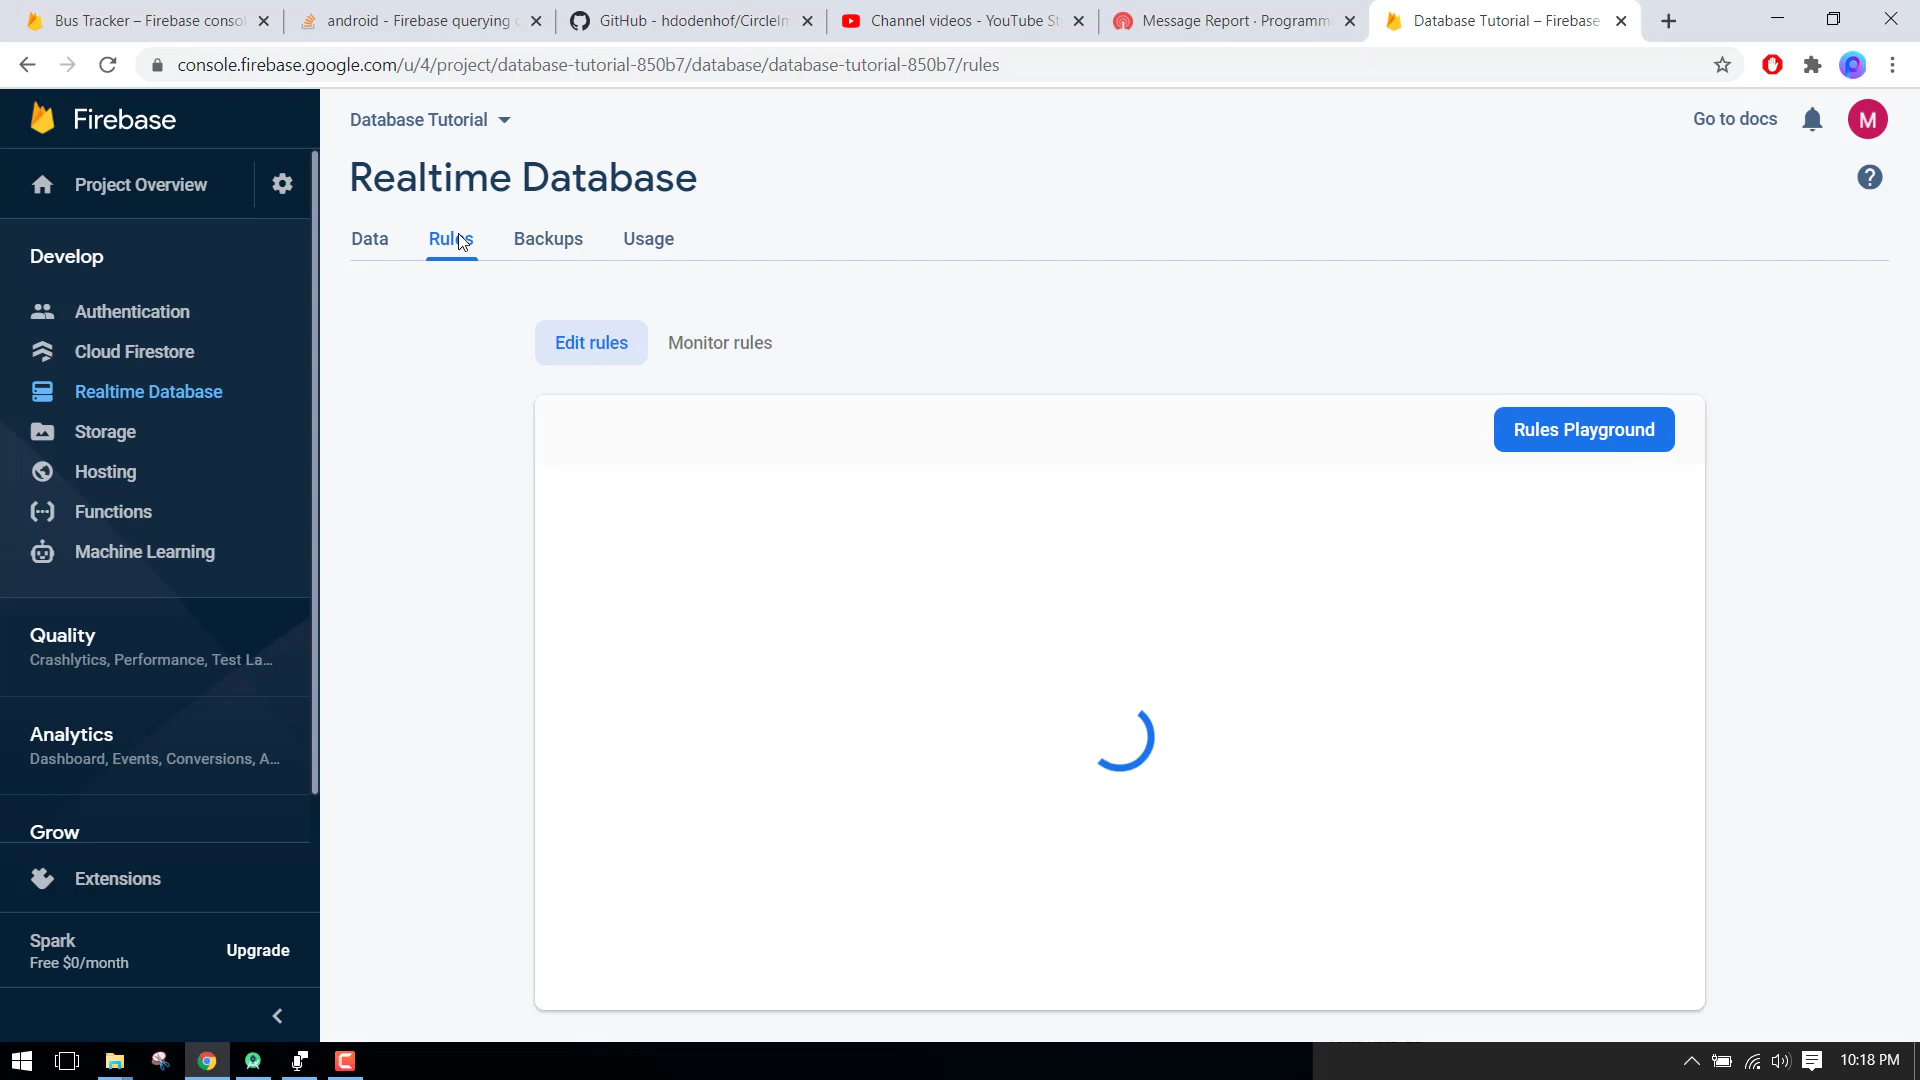 Bus Tracker – Firebase consol
android - Firebase querying
GitHub - hdodenhof/CircleIm
Channel videos - YouTube St
Message Report · Programm
Database Tutorial – Firebase
console.firebase.google.com/u/4/project/database-tutorial-850b7/database/database-tutorial-850b7/rules
Firebase
Database Tutorial
Go to docs
M
Project Overview
Realtime Database
?
Data
Rules
Backups
Usage
Develop
Authentication
Cloud Firestore
Realtime Database
Storage
Hosting
Functions
Machine Learning
Edit rules
Monitor rules
Rules Playground
Quality
Crashlytics, Performance, Test La...
Analytics
Dashboard, Events, Conversions, A...
Grow
Extensions
Spark
Free $0/month
Upgrade
10:18 PM